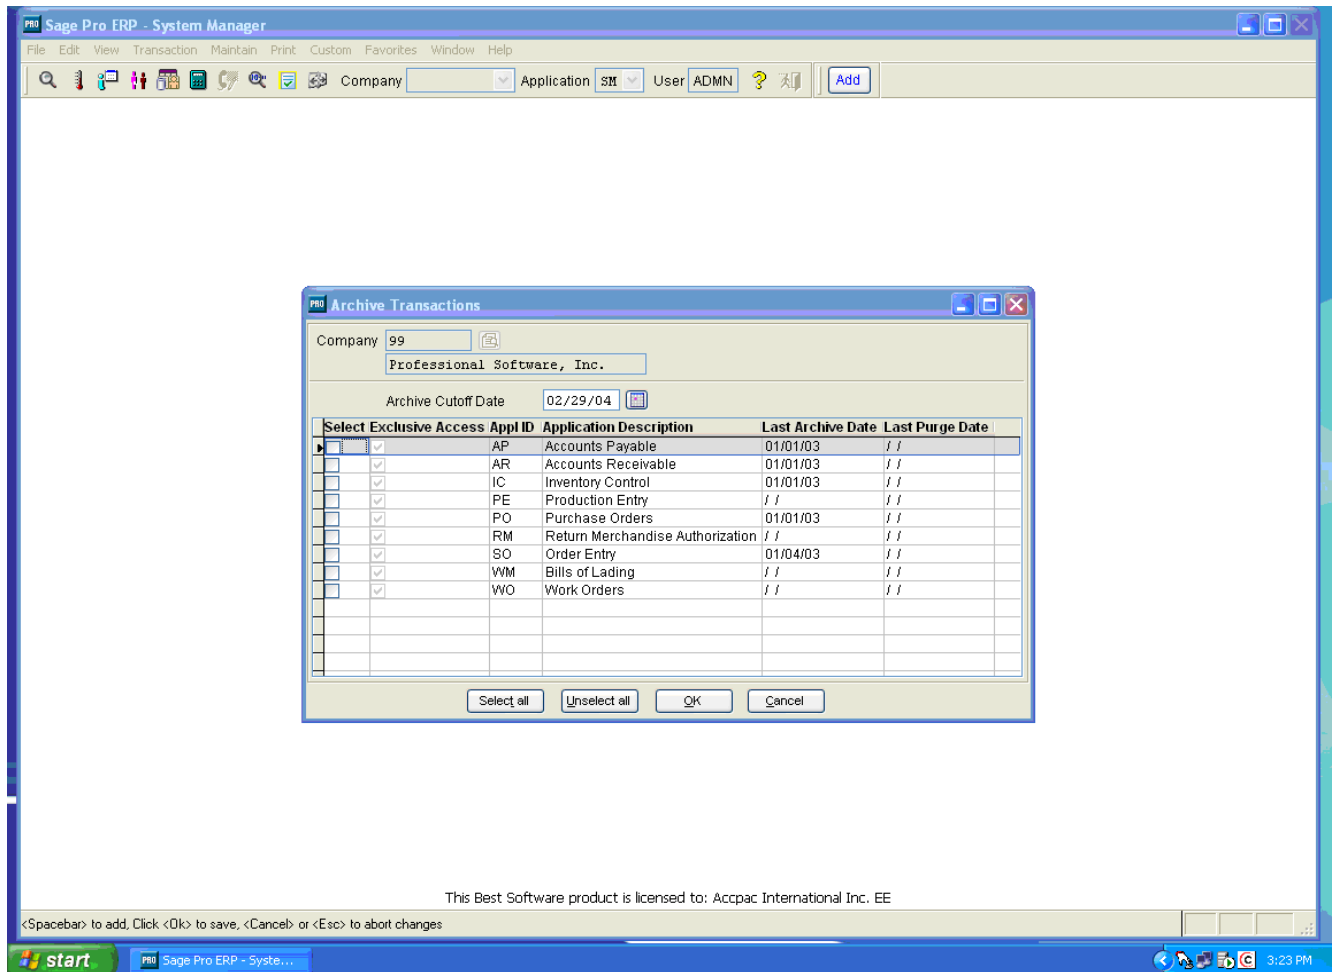 PRO Sage Pro ERP - System Manager
File Edit View Transaction Maintain Print Custom Favorites Window Help
Company Application SM User ADMN ? Add
PRO Archive Transactions
Company 99
Professional Software, Inc.
Archive Cutoff Date 02/29/04
Select Exclusive Access Appl ID Application Description Last Archive Date Last Purge Date
AP Accounts Payable 01/01/03 / /
AR Accounts Receivable 01/01/03 / /
IC Inventory Control 01/01/03 / /
PE Production Entry / / / /
PO Purchase Orders 01/01/03 / /
RM Return Merchandise Authorization / / / /
SO Order Entry 01/04/03 / /
WM Bills of Lading / / / /
WO Work Orders / / / /
Select all Unselect all OK Cancel
This Best Software product is licensed to: Accpac International Inc. EE
<Spacebar> to add, Click <Ok> to save, <Cancel> or <Esc> to abort changes
start PRO Sage Pro ERP - Syste... 3:23 PM